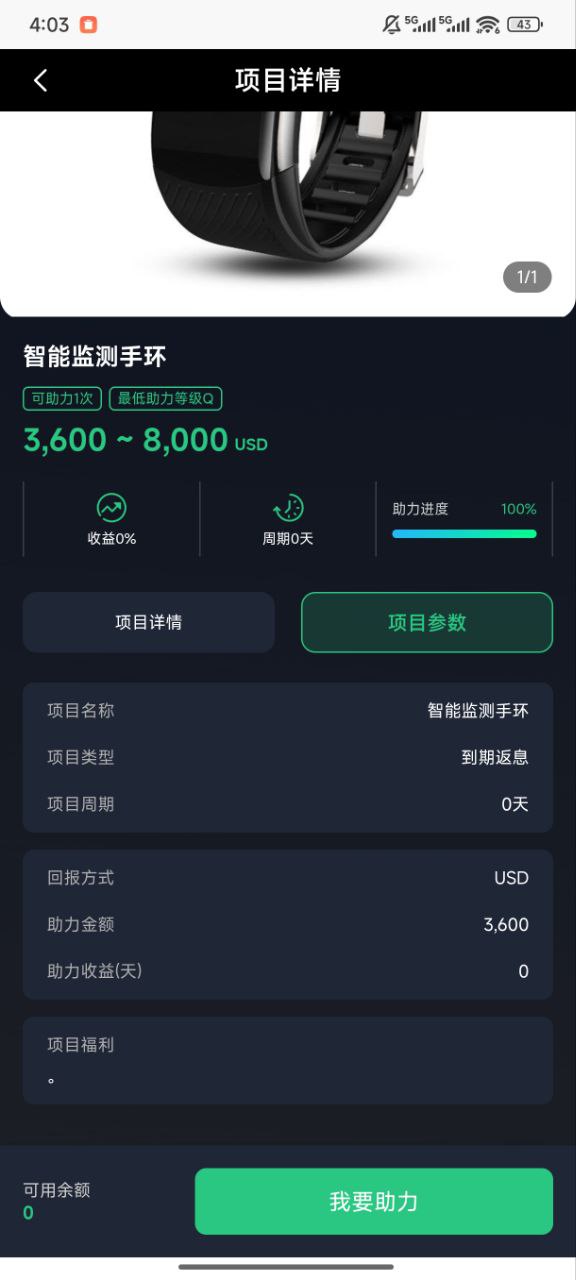 4:03
5G 5G 6 43
项目详情
1/1
智能监测手环
可助力1次 最低助力等级Q
3,600 ~ 8,000 USD
收益0%
周期0天
助力进度 100%
项目详情 项目参数
项目名称 智能监测手环
项目类型 到期返息
项目周期 0天
回报方式 USD
助力金额 3,600
助力收益(天) 0
项目福利
。
可用余额
0
我要助力